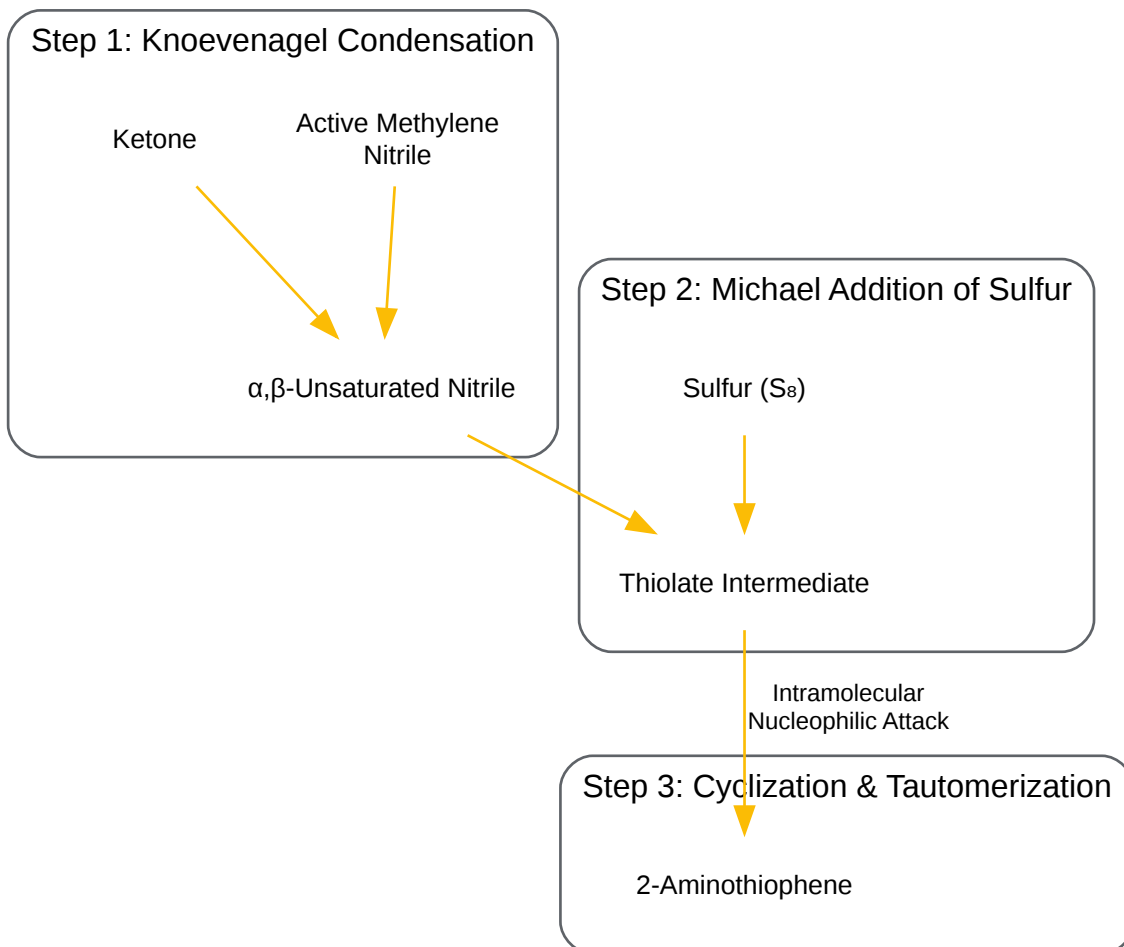 Step 1: Knoevenagel Condensation
Ketone
Active Methylene
Nitrile
α,β-Unsaturated Nitrile
Step 2: Michael Addition of Sulfur
Sulfur (S₈)
Thiolate Intermediate
Intramolecular
Nucleophilic Attack
Step 3: Cyclization & Tautomerization
2-Aminothiophene